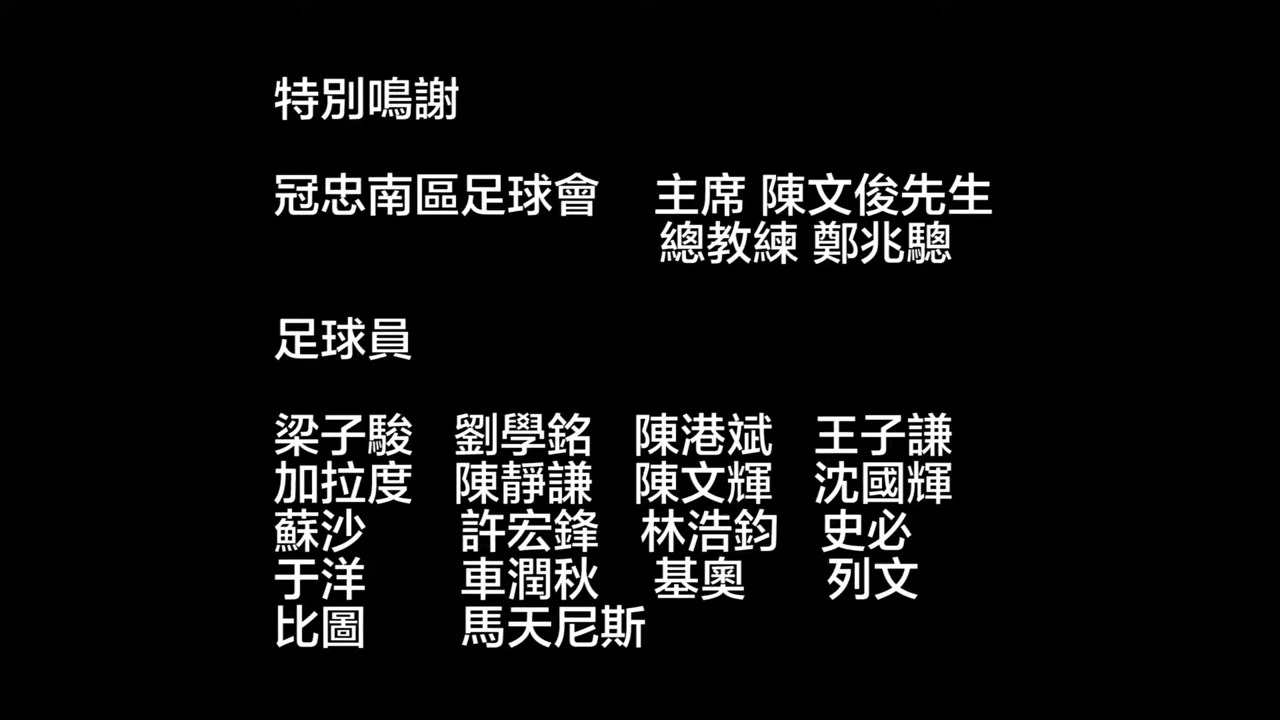 特別鳴謝
冠忠南區足球會 主席 陳文俊先生
總教練 鄭兆驄
足球員
梁子駿 劉學銘 陳港斌 王子謙
加拉度 陳靜謙 陳文輝 沈國輝
蘇沙 許宏鋒 林浩鈞 史必
于洋 車潤秋 基奧 列文
比圖 馬天尼斯